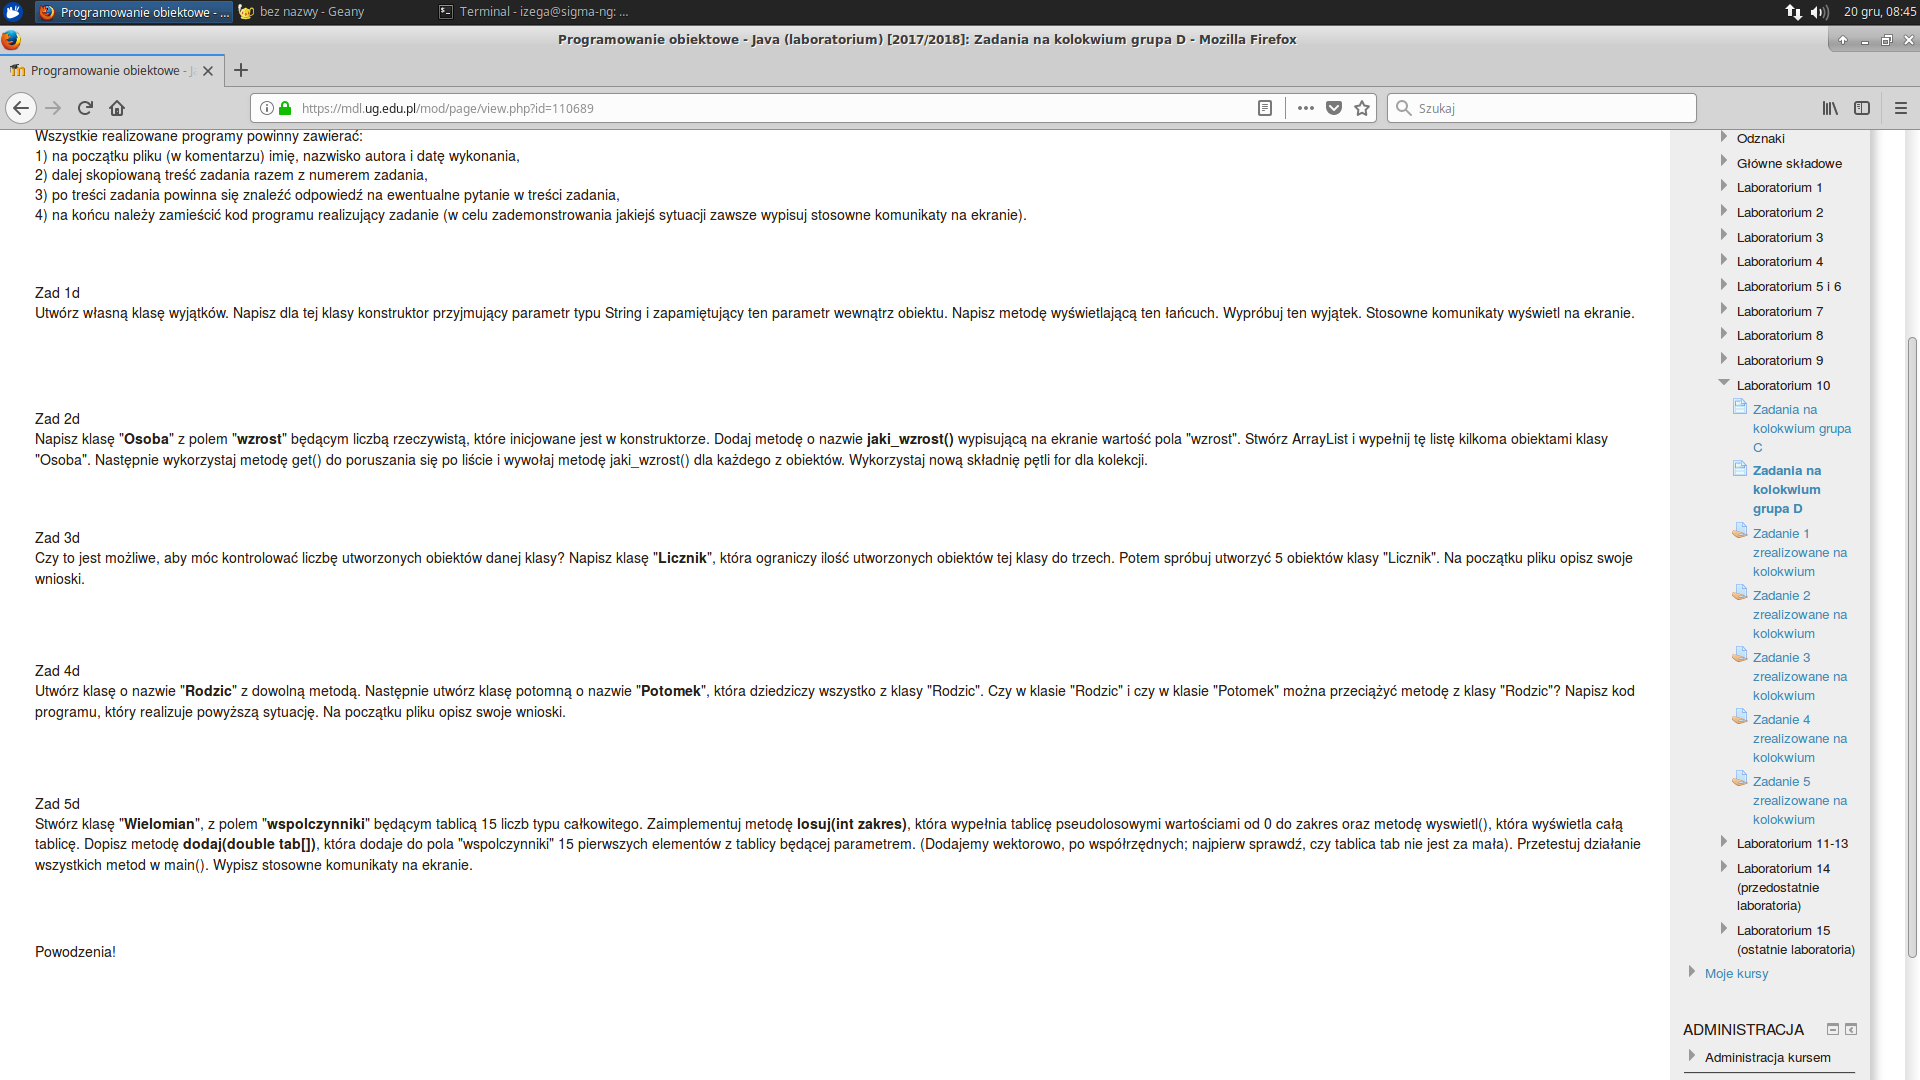 Programowanie obiektowe - ...
bez nazwy - Geany
Terminal - izega@sigma-ng: ...
20 gru, 08:45
Programowanie obiektowe - Java (laboratorium) [2017/2018]: Zadania na kolokwium grupa D - Mozilla Firefox
Programowanie obiektowe - J
https://mdl.ug.edu.pl/mod/page/view.php?id=110689
Szukaj
Wszystkie realizowane programy powinny zawierać:
1) na początku pliku (w komentarzu) imię, nazwisko autora i datę wykonania,
2) dalej skopiowaną treść zadania razem z numerem zadania,
3) po treści zadania powinna się znaleźć odpowiedź na ewentualne pytanie w treści zadania,
4) na końcu należy zamieścić kod programu realizujący zadanie (w celu zademonstrowania jakiejś sytuacji zawsze wypisuj stosowne komunikaty na ekranie).
Zad 1d
Utwórz własną klasę wyjątków. Napisz dla tej klasy konstruktor przyjmujący parametr typu String i zapamiętujący ten parametr wewnątrz obiektu. Napisz metodę wyświetlającą ten łańcuch. Wypróbuj ten wyjątek. Stosowne komunikaty wyświetl na ekranie.
Zad 2d
Napisz klasę "Osoba" z polem "wzrost" będącym liczbą rzeczywistą, które inicjowane jest w konstruktorze. Dodaj metodę o nazwie jaki_wzrost() wypisującą na ekranie wartość pola "wzrost". Stwórz ArrayList i wypełnij tę listę kilkoma obiektami klasy
"Osoba". Następnie wykorzystaj metodę get() do poruszania się po liście i wywołaj metodę jaki_wzrost() dla każdego z obiektów. Wykorzystaj nową składnię pętli for dla kolekcji.
Zad 3d
Czy to jest możliwe, aby móc kontrolować liczbę utworzonych obiektów danej klasy? Napisz klasę "Licznik", która ograniczy ilość utworzonych obiektów tej klasy do trzech. Potem spróbuj utworzyć 5 obiektów klasy "Licznik". Na początku pliku opisz swoje
wnioski.
Zad 4d
Utwórz klasę o nazwie "Rodzic" z dowolną metodą. Następnie utwórz klasę potomną o nazwie "Potomek", która dziedziczy wszystko z klasy "Rodzic". Czy w klasie "Rodzic" i czy w klasie "Potomek" można przeciążyć metodę z klasy "Rodzic"? Napisz kod
programu, który realizuje powyższą sytuację. Na początku pliku opisz swoje wnioski.
Zad 5d
Stwórz klasę "Wielomian", z polem "wspolczynniki" będącym tablicą 15 liczb typu całkowitego. Zaimplementuj metodę losuj(int zakres), która wypełnia tablicę pseudolosowymi wartościami od 0 do zakres oraz metodę wyswietl(), która wyświetla całą
tablicę. Dopisz metodę dodaj(double tab[]), która dodaje do pola "wspolczynniki" 15 pierwszych elementów z tablicy będącej parametrem. (Dodajemy wektorowo, po współrzędnych; najpierw sprawdź, czy tablica tab nie jest za mała). Przetestuj działanie
wszystkich metod w main(). Wypisz stosowne komunikaty na ekranie.
Powodzenia!
Odznaki
Główne składowe
Laboratorium 1
Laboratorium 2
Laboratorium 3
Laboratorium 4
Laboratorium 5 i 6
Laboratorium 7
Laboratorium 8
Laboratorium 9
Laboratorium 10
Zadania na
kolokwium grupa
C
Zadania na
kolokwium
grupa D
Zadanie 1
zrealizowane na
kolokwium
Zadanie 2
zrealizowane na
kolokwium
Zadanie 3
zrealizowane na
kolokwium
Zadanie 4
zrealizowane na
kolokwium
Zadanie 5
zrealizowane na
kolokwium
Laboratorium 11-13
Laboratorium 14
(przedostatnie
laboratoria)
Laboratorium 15
(ostatnie laboratoria)
Moje kursy
ADMINISTRACJA
Administracja kursem